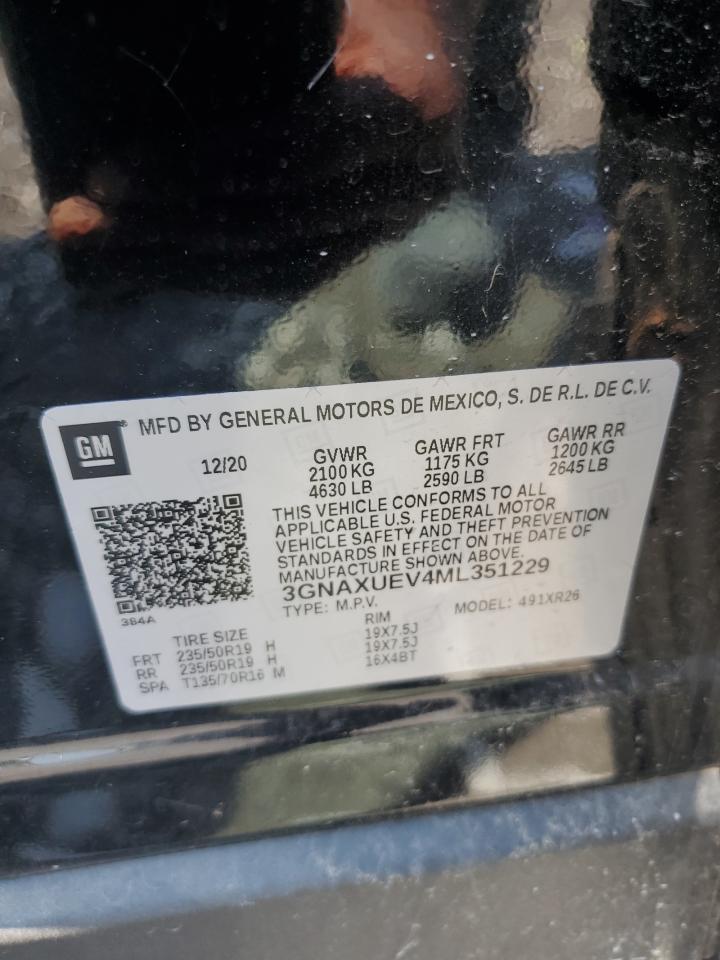 GM® MFD BY GENERAL MOTORS DE MEXICO, S. DE R.L. DE C.V.
12/20 GVWR GAWR FRT GAWR RR
2100 KG 1175 KG 1200 KG
4630 LB 2590 LB 2645 LB
THIS VEHICLE CONFORMS TO ALL
APPLICABLE U.S. FEDERAL MOTOR
VEHICLE SAFETY AND THEFT PREVENTION
STANDARDS IN EFFECT ON THE DATE OF
MANUFACTURE SHOWN ABOVE.
3GNAXUEV4ML351229
384A
TYPE: M.P.V. MODEL: 491XR26
TIRE SIZE RIM
FRT 235/50R19 H 19X7.5J
RR 235/50R19 H 19X7.5J
SPA T135/70R16 M 16X4BT